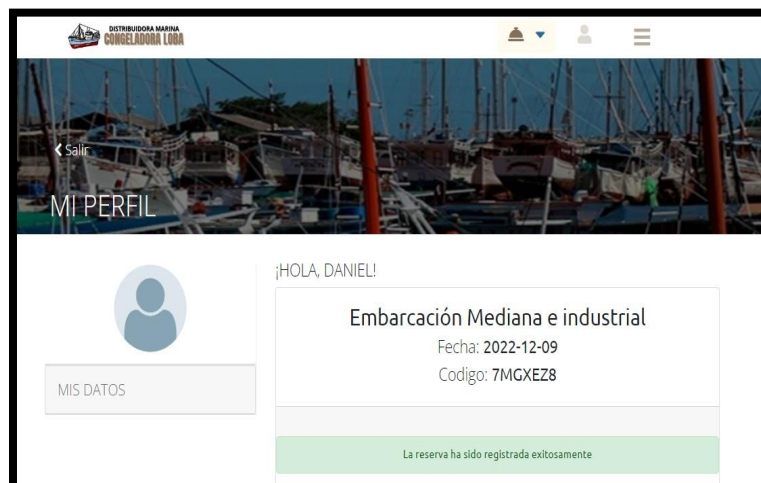 DISTRIBUIDORA MARINA
CONGELADORA LOBA
Salir
MI PERFIL
¡HOLA, DANIEL!
Embarcación Mediana e industrial
Fecha: 2022-12-09
Codigo: 7MGXEZ8
MIS DATOS
La reserva ha sido registrada exitosamente